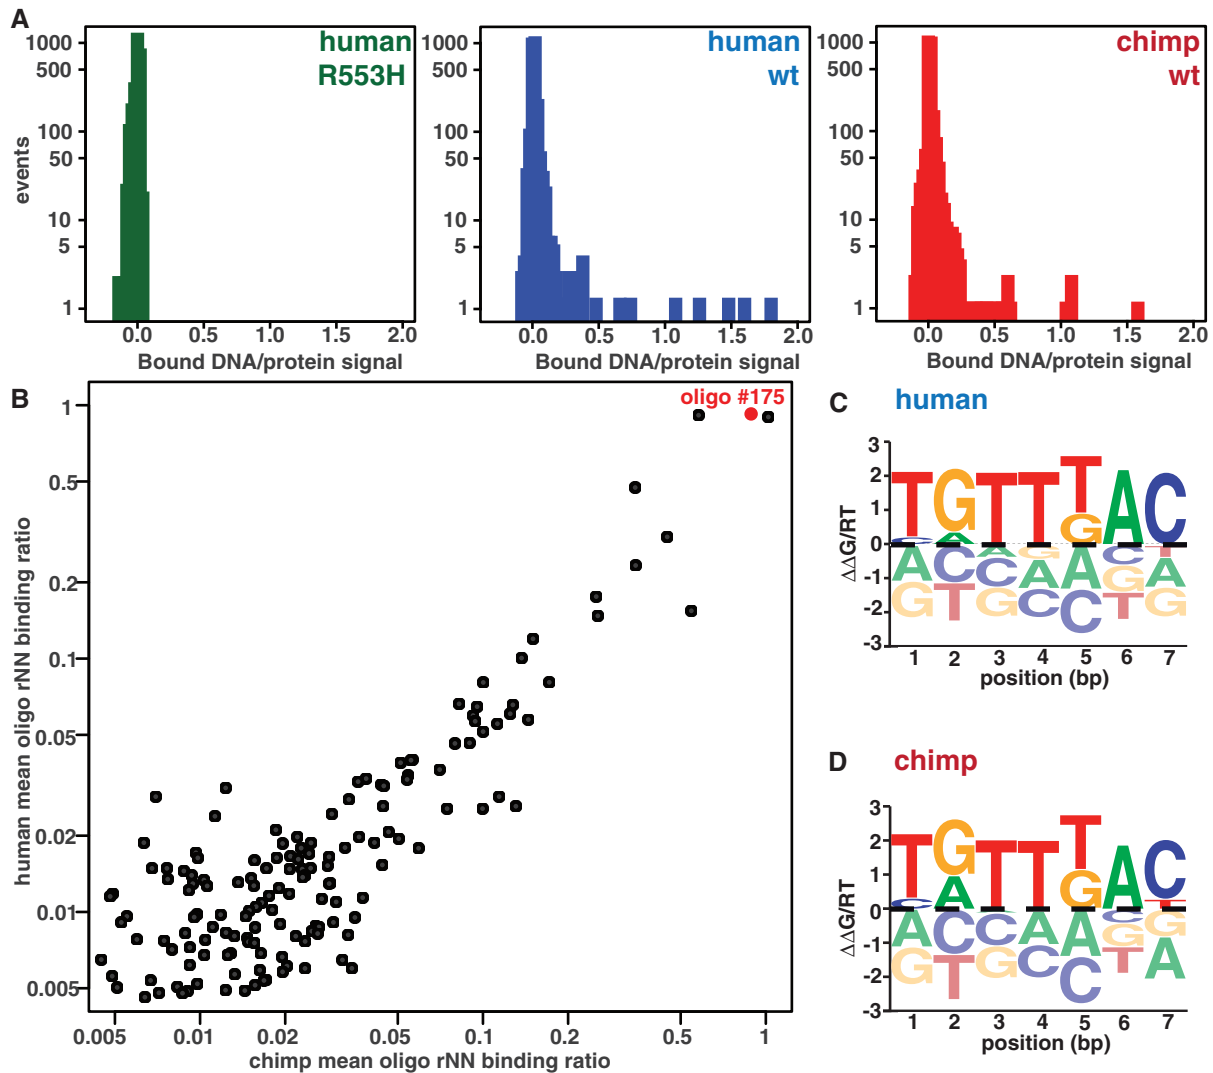 A
human
R553H
human
wt
chimp
wt
events
1000
500
100
50
10
5
1
0.0 0.5 1.0 1.5 2.0
Bound DNA/protein signal
1000
500
100
50
10
5
1
0.0 0.5 1.0 1.5 2.0
Bound DNA/protein signal
1000
500
100
50
10
5
1
0.0 0.5 1.0 1.5 2.0
Bound DNA/protein signal
B
oligo #175
human mean oligo rNN binding ratio
1
0.5
0.2
0.1
0.05
0.02
0.01
0.005
0.005 0.01 0.02 0.05 0.1 0.2 0.5 1
chimp mean oligo rNN binding ratio
C
human
ΔΔG/RT
3
2
1
0
-1
-2
-3
T G T T T A C
C A G
A C A G A C T
G T C A C G A
G C T G
1 2 3 4 5 6 7
position (bp)
D
chimp
ΔΔG/RT
3
2
1
0
-1
-2
-3
T G T T T A C
C A G T
A C C A A C G
G T G C C G A
T
1 2 3 4 5 6 7
position (bp)